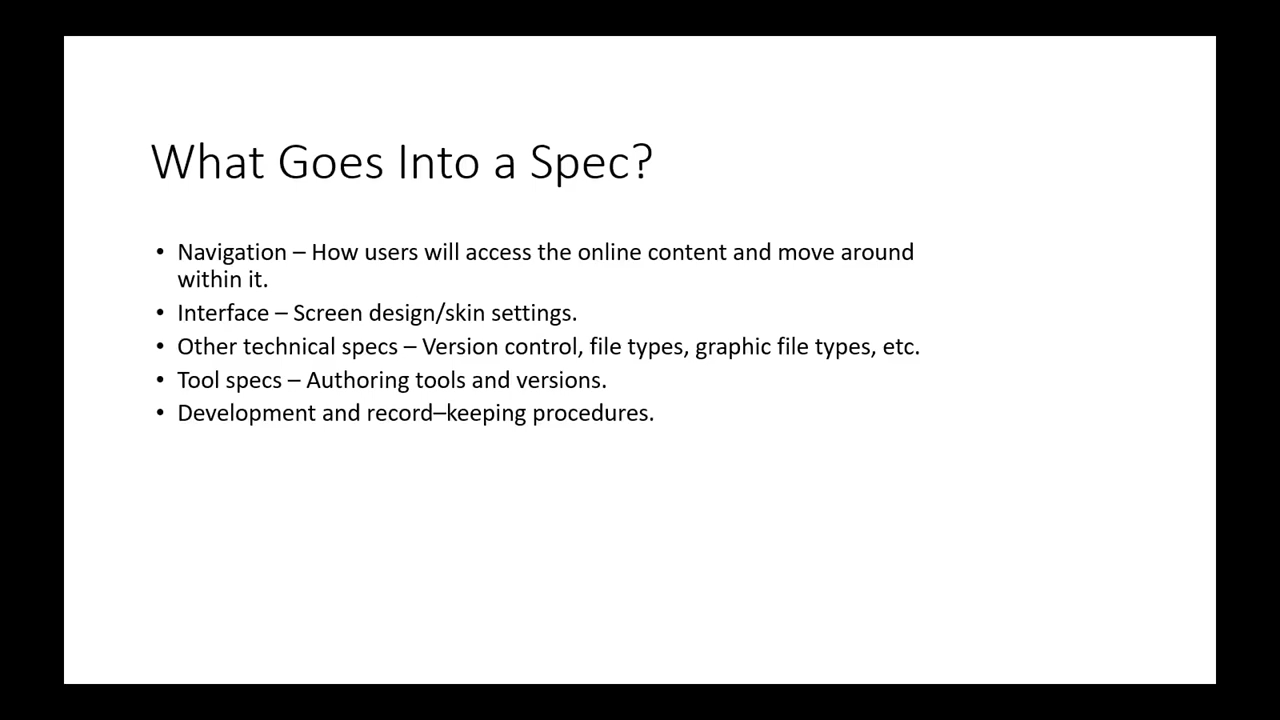 What Goes Into a Spec?
• Navigation – How users will access the online content and move around
within it.
• Interface – Screen design/skin settings.
• Other technical specs – Version control, file types, graphic file types, etc.
• Tool specs – Authoring tools and versions.
• Development and record–keeping procedures.